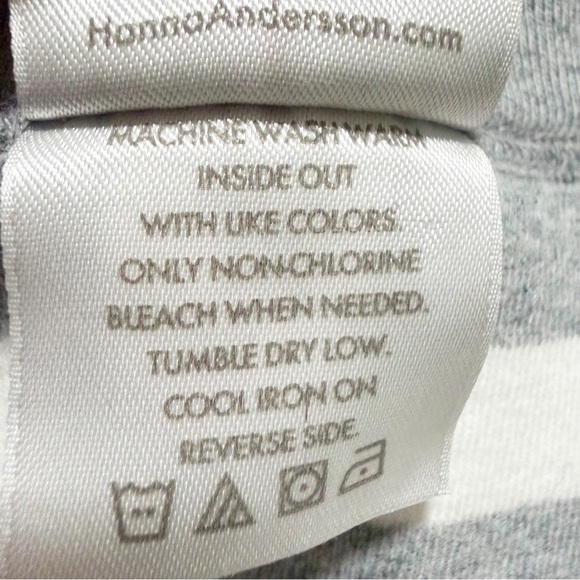 HannaAndersson.com
MACHINE WASH WARM
INSIDE OUT
WITH LIKE COLORS.
ONLY NON-CHLORINE
BLEACH WHEN NEEDED.
TUMBLE DRY LOW.
COOL IRON ON
REVERSE SIDE.